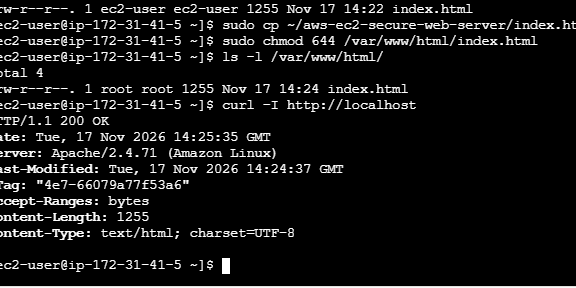 rw-r--r--. 1 ec2-user ec2-user 1255 Nov 17 14:22 index.html
ec2-user@ip-172-31-41-5 ~]$ sudo cp ~/aws-ec2-secure-web-server/index.ht
ec2-user@ip-172-31-41-5 ~]$ sudo chmod 644 /var/www/html/index.html
ec2-user@ip-172-31-41-5 ~]$ ls -l /var/www/html/
otal 4
rw-r--r--. 1 root root 1255 Nov 17 14:24 index.html
ec2-user@ip-172-31-41-5 ~]$ curl -I http://localhost
TTP/1.1 200 OK
ate: Tue, 17 Nov 2026 14:25:35 GMT
erver: Apache/2.4.71 (Amazon Linux)
ast-Modified: Tue, 17 Nov 2026 14:24:37 GMT
Tag: "4e7-66079a77f53a6"
ccept-Ranges: bytes
ontent-Length: 1255
ontent-Type: text/html; charset=UTF-8
ec2-user@ip-172-31-41-5 ~]$